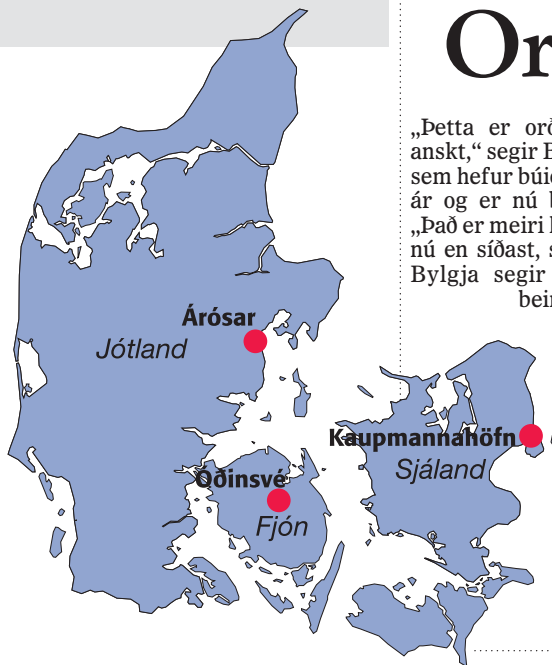 Or
„Þetta er orð
anskt,“ segir B
sem hefur búið
ár og er nú b
„Það er meiri h
nú en síðast, s
Bylgja segir
bein
Árósar
Jótland
Kaupmannahöfn
Sjáland
Óðinsvé
Fjón